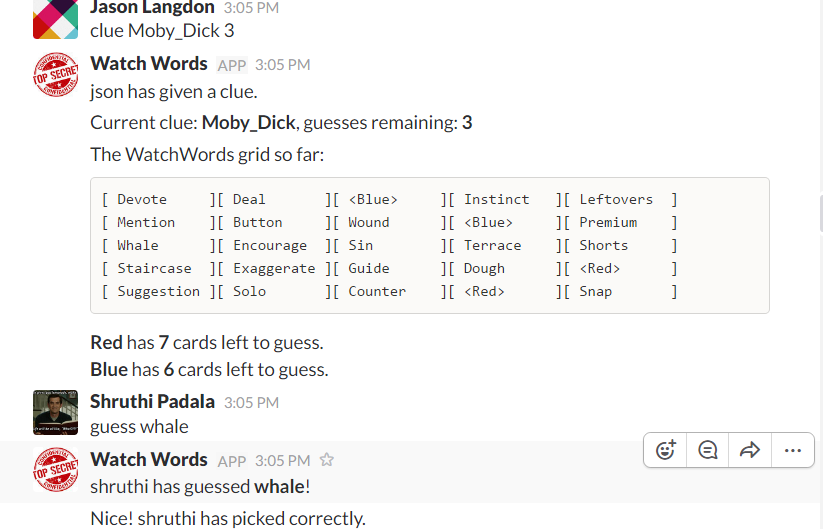 Jason Langdon 3:05 PM
clue Moby_Dick 3
TOP SECRET
Watch Words APP 3:05 PM
json has given a clue.
Current clue: Moby_Dick, guesses remaining: 3
The WatchWords grid so far:
[ Devote ][ Deal ][ <Blue> ][ Instinct ][ Leftovers ]
[ Mention ][ Button ][ Wound ][ <Blue> ][ Premium ]
[ Whale ][ Encourage ][ Sin ][ Terrace ][ Shorts ]
[ Staircase ][ Exaggerate ][ Guide ][ Dough ][ <Red> ]
[ Suggestion ][ Solo ][ Counter ][ <Red> ][ Snap ]
Red has 7 cards left to guess.
Blue has 6 cards left to guess.
Shruthi Padala 3:05 PM
guess whale
TOP SECRET
Watch Words APP 3:05 PM
shruthi has guessed whale!
Nice! shruthi has picked correctly.